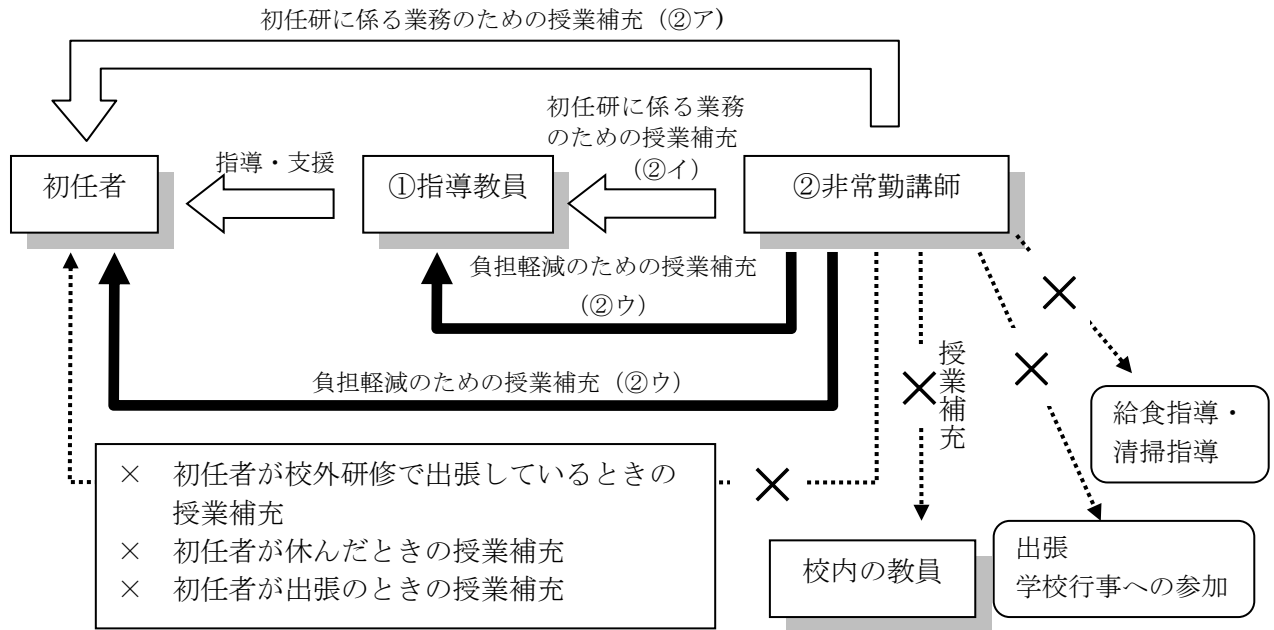 初任研に係る業務のための授業補充（②ア）
初任研に係る業務
のための授業補充
（②イ）
初任者
指導・支援
①指導教員
②非常勤講師
負担軽減のための授業補充
（②ウ）
負担軽減のための授業補充（②ウ）
授業補充
給食指導・
清掃指導
× 初任者が校外研修で出張しているときの
授業補充
× 初任者が休んだときの授業補充
× 初任者が出張のときの授業補充
校内の教員
出張
学校行事への参加